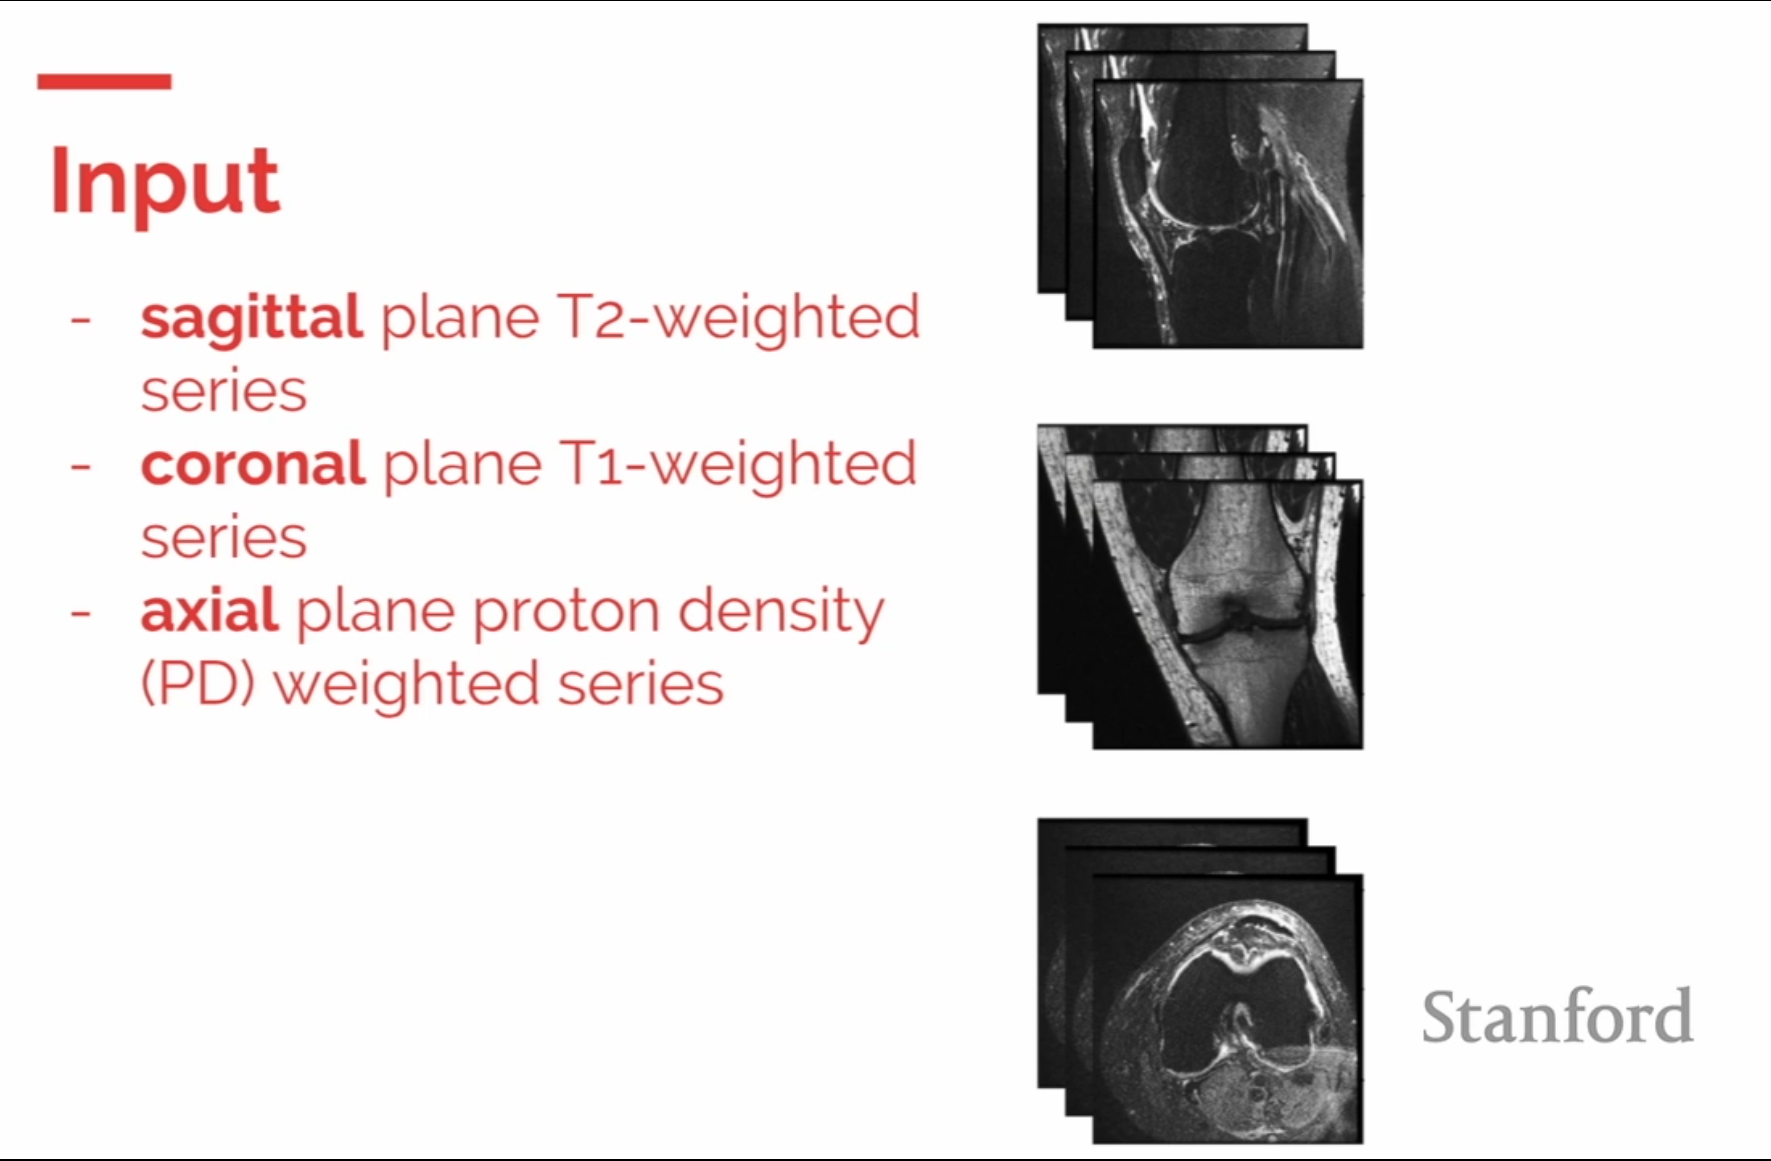 Input
- sagittal plane T2-weighted
series
- coronal plane T1-weighted
series
- axial plane proton density
(PD) weighted series
Stanford